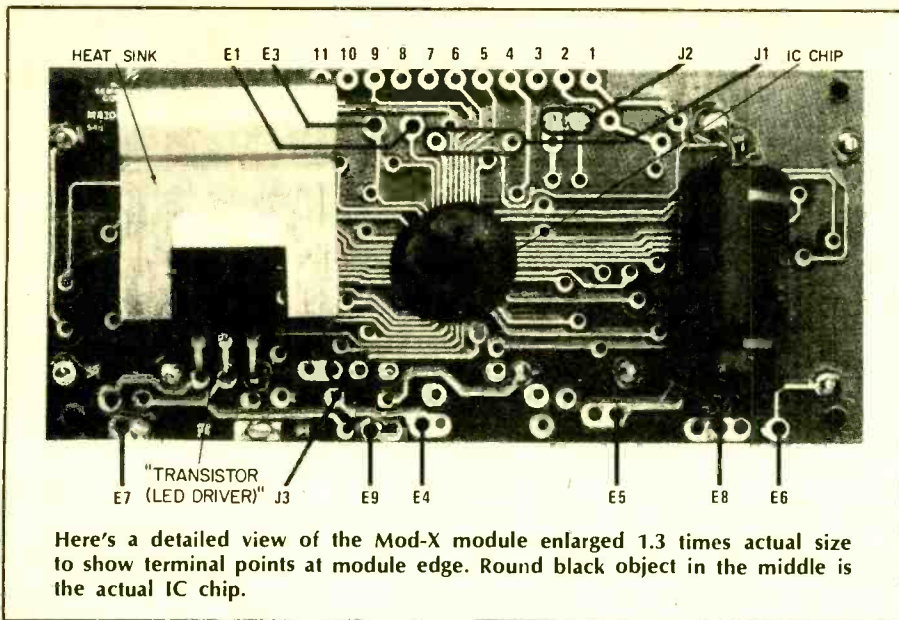 HEAT SINK E1 E3 11 10 9 8 7 6 5 4 3 2 1 J2 J1 IC CHIP
E7 "TRANSISTOR (LED DRIVER)" J3 E9 E4 E5 E8 E6
Here's a detailed view of the Mod-X module enlarged 1.3 times actual size
to show terminal points at module edge. Round black object in the middle is
the actual IC chip.